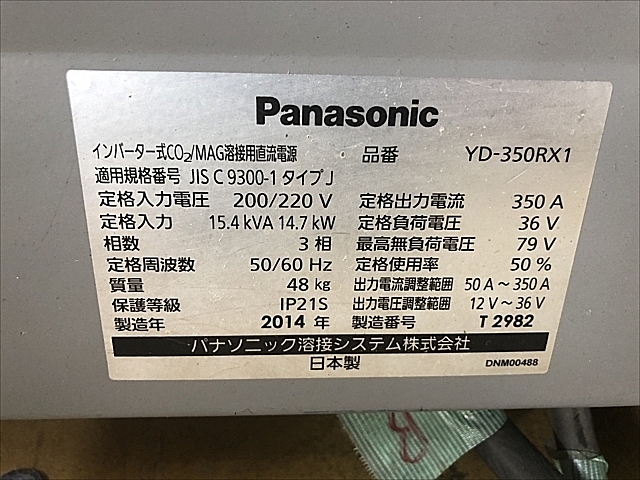 Panasonic
インバーター式CO₂/MAG溶接用直流電源 品番 YD-350RX1
適用規格番号 JIS C 9300-1 タイプJ
定格入力電圧 200/220 V 定格出力電流 350 A
定格入力 15.4 kVA 14.7 kW 定格負荷電圧 36 V
相数 3 相 最高無負荷電圧 79 V
定格周波数 50/60 Hz 定格使用率 50 %
質量 48 kg 出力電流調整範囲 50 A～350 A
保護等級 IP21S 出力電圧調整範囲 12 V～36 V
製造年 2014 年 製造番号 T 2982
パナソニック溶接システム株式会社
日本製 DNM00488